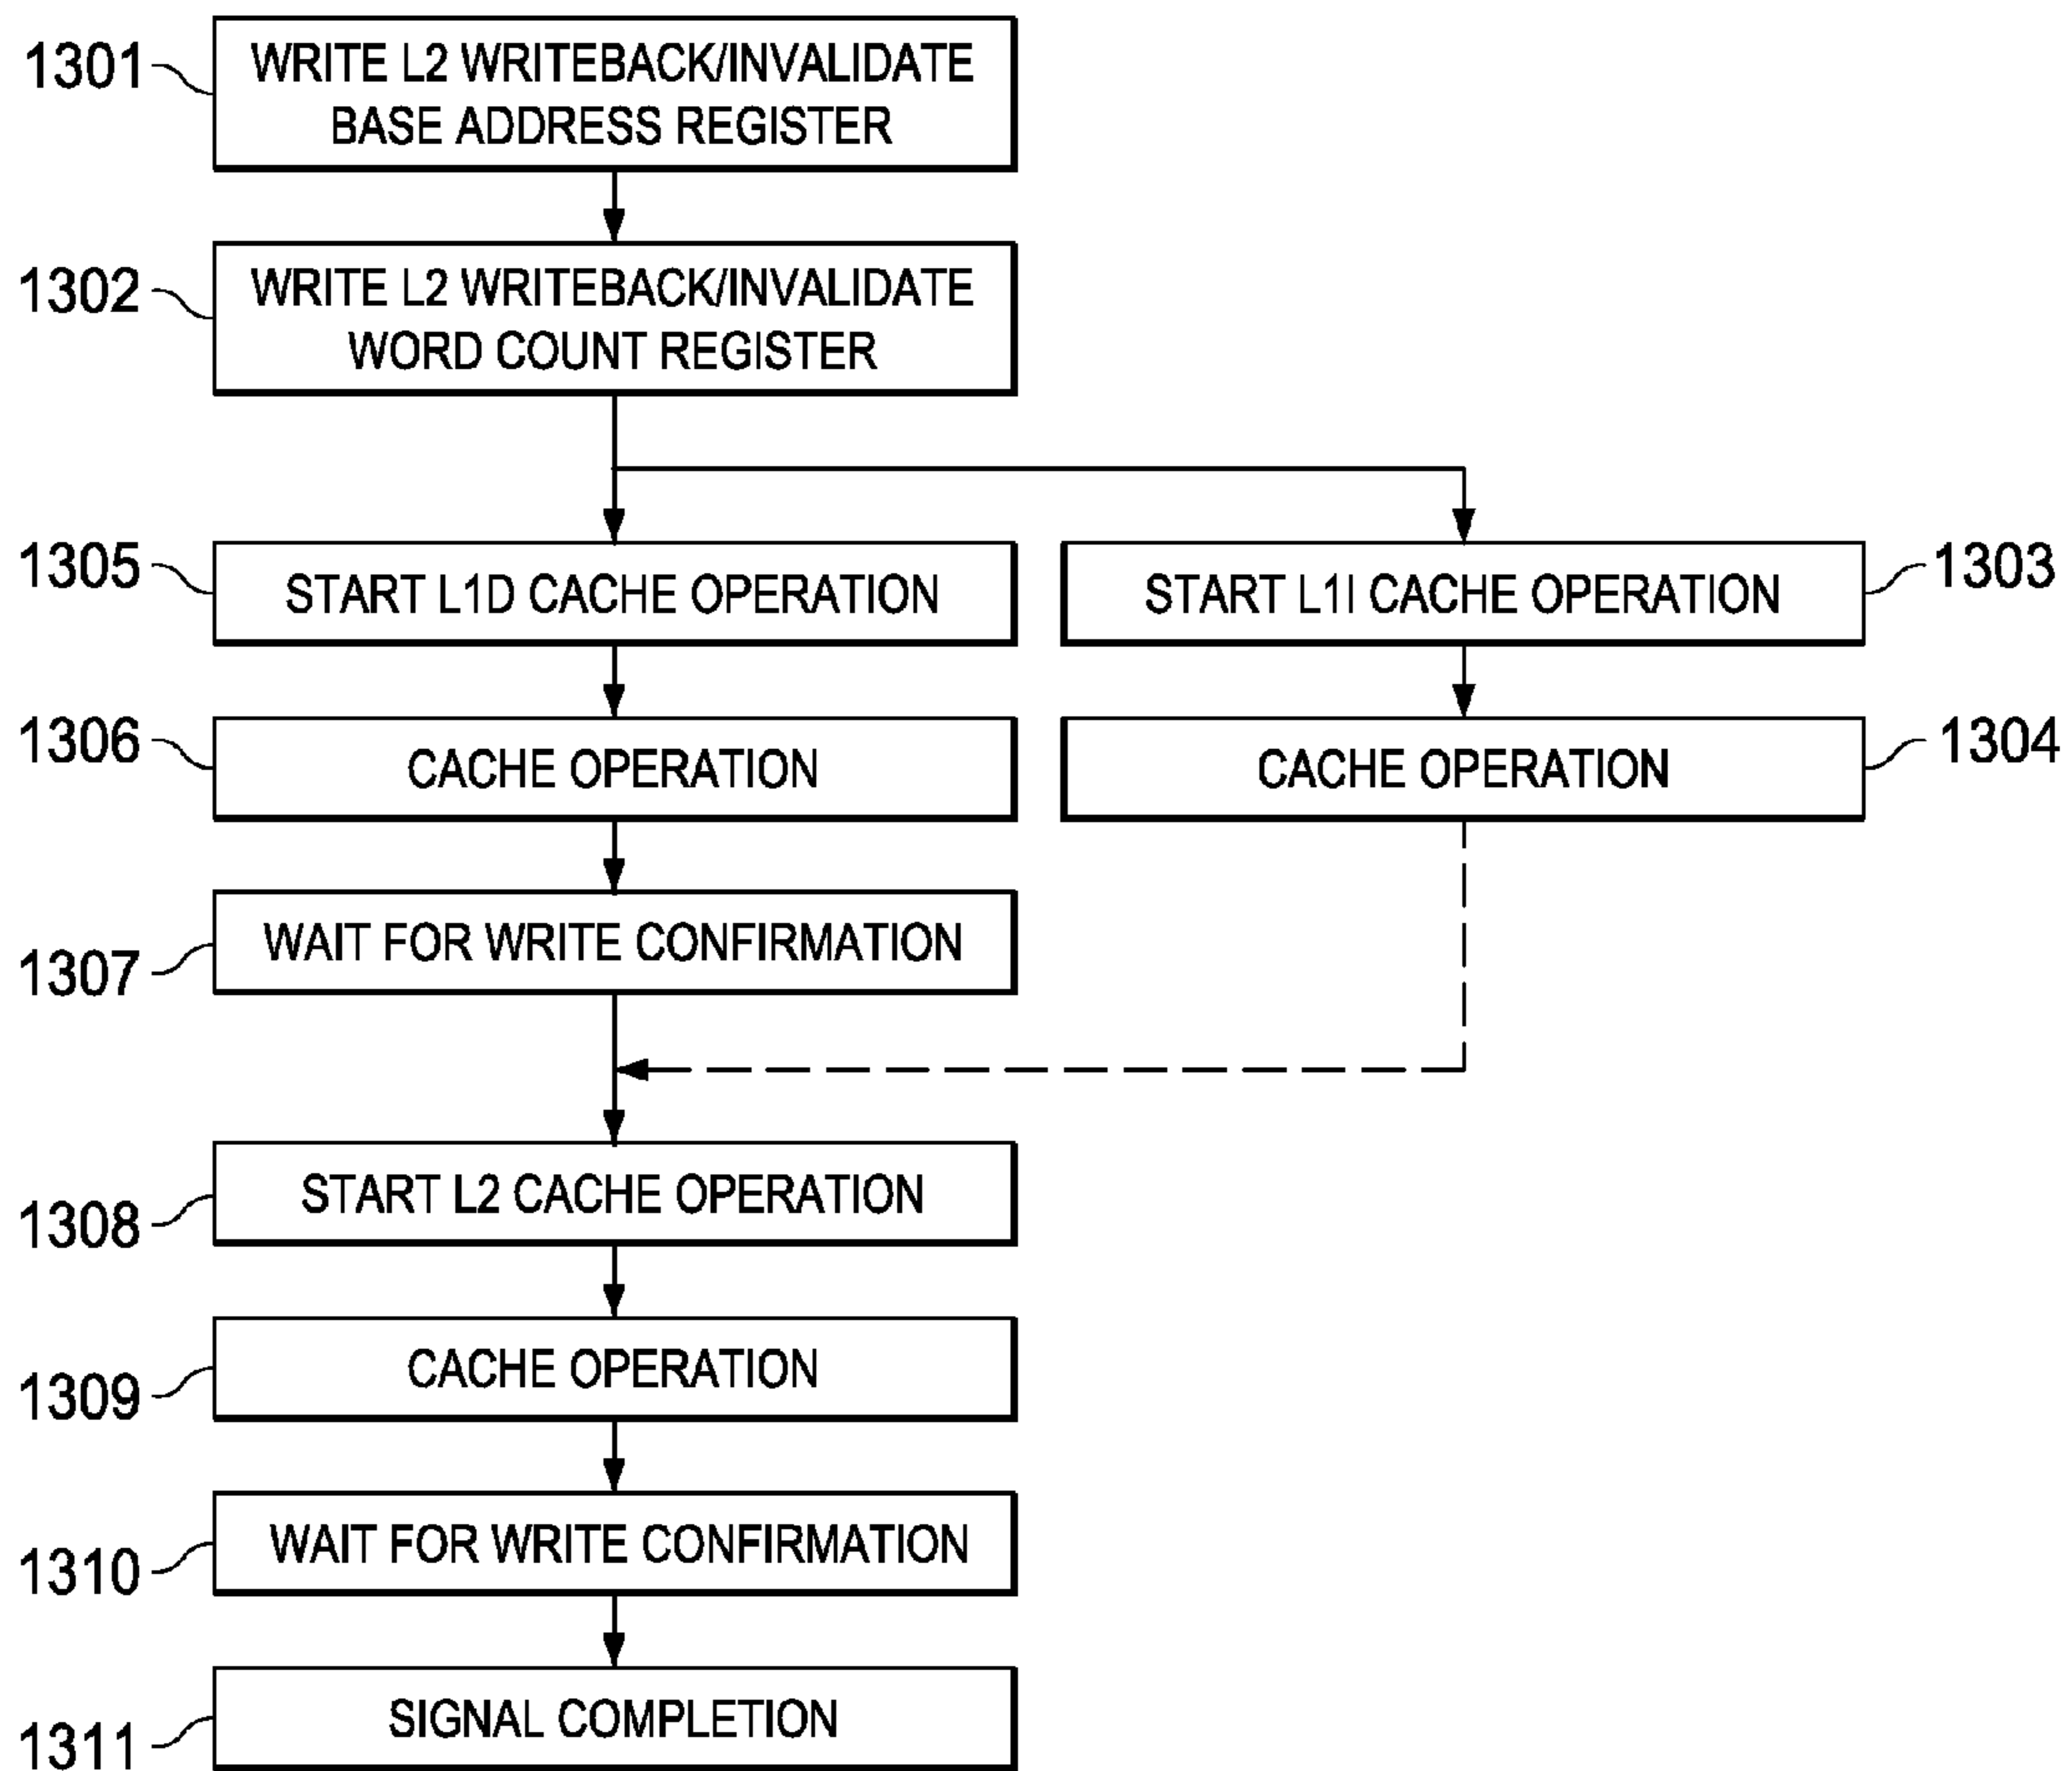 1301
WRITE L2 WRITEBACK/INVALIDATE
BASE ADDRESS REGISTER
1302
WRITE L2 WRITEBACK/INVALIDATE
WORD COUNT REGISTER
1305
START L1D CACHE OPERATION
START L1I CACHE OPERATION
1303
1306
CACHE OPERATION
CACHE OPERATION
1304
1307
WAIT FOR WRITE CONFIRMATION
1308
START L2 CACHE OPERATION
1309
CACHE OPERATION
1310
WAIT FOR WRITE CONFIRMATION
1311
SIGNAL COMPLETION